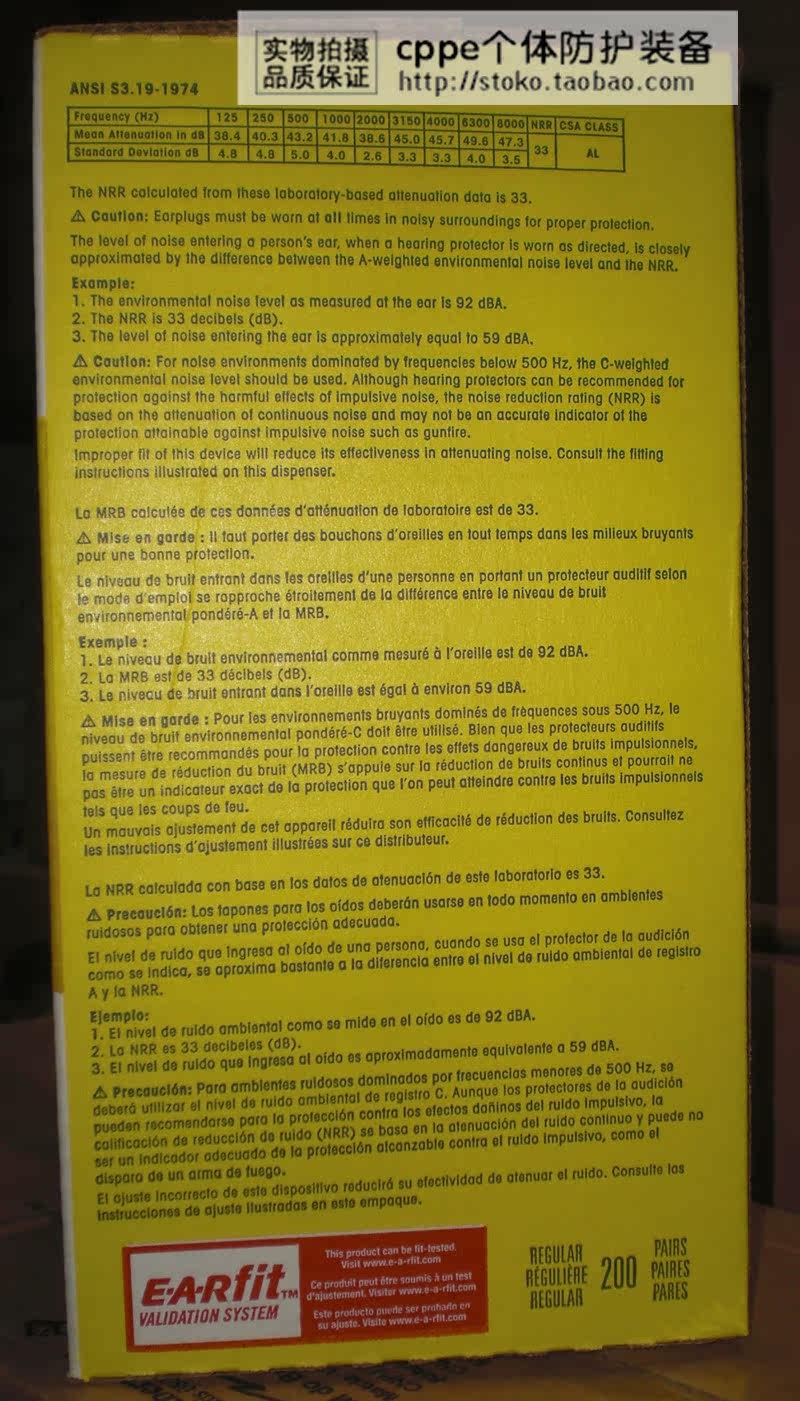 实物拍摄
品质保证
cppe个体防护装备
http://stoko.taobao.com
ANSI S3.19-1974
Frequency (Hz) 125 250 500 1000 2000 3150 4000 6300 8000 NRR CSA CLASS
Mean Attenuation in dB 38.4 40.3 43.2 41.8 38.6 45.0 45.7 49.6 47.3 33 AL
Standard Deviation dB 4.8 4.8 5.0 4.0 2.6 3.3 3.3 4.0 3.5
The NRR calculated from these laboratory-based attenuation data is 33.
⚠ Caution: Earplugs must be worn at all times in noisy surroundings for proper protection.
The level of noise entering a person's ear, when a hearing protector is worn as directed, is closely
approximated by the difference between the A-weighted environmental noise level and the NRR.
Example:
1. The environmental noise level as measured at the ear is 92 dBA.
2. The NRR is 33 decibels (dB).
3. The level of noise entering the ear is approximately equal to 59 dBA.
⚠ Caution: For noise environments dominated by frequencies below 500 Hz, the C-weighted
environmental noise level should be used. Although hearing protectors can be recommended for
protection against the harmful effects of impulsive noise, the noise reduction rating (NRR) is
based on the attenuation of continuous noise and may not be an accurate indicator of the
protection attainable against impulsive noise such as gunfire.
Improper fit of this device will reduce its effectiveness in attenuating noise. Consult the fitting
instructions illustrated on this dispenser.
La MRB calculée de ces données d'atténuation de laboratoire est de 33.
⚠ Mise en garde : Il faut porter des bouchons d'oreilles en tout temps dans les milieux bruyants
pour une bonne protection.
Le niveau de bruit entrant dans les oreilles d'une personne en portant un protecteur auditif selon
le mode d'emploi se rapproche étroitement de la différence entre le niveau de bruit
environnemental pondéré-A et la MRB.
Exemple :
1. Le niveau de bruit environnemental comme mesuré à l'oreille est de 92 dBA.
2. La MRB est de 33 décibels (dB).
3. Le niveau de bruit entrant dans l'oreille est égal à environ 59 dBA.
⚠ Mise en garde : Pour les environnements bruyants dominés de fréquences sous 500 Hz, le
niveau de bruit environnemental pondéré-C doit être utilisé. Bien que les protecteurs auditifs
puissent être recommandés pour la protection contre les effets dangereux de bruits impulsionnels,
la mesure de réduction du bruit (MRB) s'appuie sur la réduction de bruits continus et pourrait ne
pas être un indicateur exact de la protection que l'on peut atteindre contre les bruits impulsionnels
tels que les coups de feu.
Un mauvais ajustement de cet appareil réduira son efficacité de réduction des bruits. Consultez
les instructions d'ajustement illustrées sur ce distributeur.
La NRR calculada con base en los datos de atenuación de este laboratorio es 33.
⚠ Precaución: Los tapones para los oídos deberán usarse en todo momento en ambientes
ruidosos para obtener una protección adecuada.
El nivel de ruido que ingresa al oído de una persona, cuando se usa el protector de la audición
como se indica, se aproxima bastante a la diferencia entre el nivel de ruido ambiental de registro
A y la NRR.
Ejemplo:
1. El nivel de ruido ambiental como se mide en el oído es de 92 dBA.
2. La NRR es 33 decibeles (dB).
3. El nivel de ruido que ingresa al oído es aproximadamente equivalente a 59 dBA.
⚠ Precaución: Para ambientes ruidosos dominados por frecuencias menores de 500 Hz, se
deberá utilizar el nivel de ruido ambiental de registro C. Aunque los protectores de la audición
pueden recomendarse para la protección contra los efectos dañinos del ruido impulsivo, la
calificación de reducción de ruido (NRR) se basa en la atenuación del ruido continuo y puede no
ser un indicador adecuado de la protección alcanzable contra el ruido impulsivo, como el
disparo de un arma de fuego.
El ajuste incorrecto de este dispositivo reducirá su efectividad de atenuar el ruido. Consulte las
instrucciones de ajuste ilustradas en este empaque.
E-A-Rfit™
VALIDATION SYSTEM
This product can be fit-tested.
Visit www.e-a-rfit.com
Ce produit peut être soumis à un test
d'ajustement. Visiter www.e-a-rfit.com
Este producto puede ser probado en
su ajuste. Visite www.e-a-rfit.com
REGULAR
RÉGULIÈRE
REGULAR
200
PAIRS
PAIRES
PARES